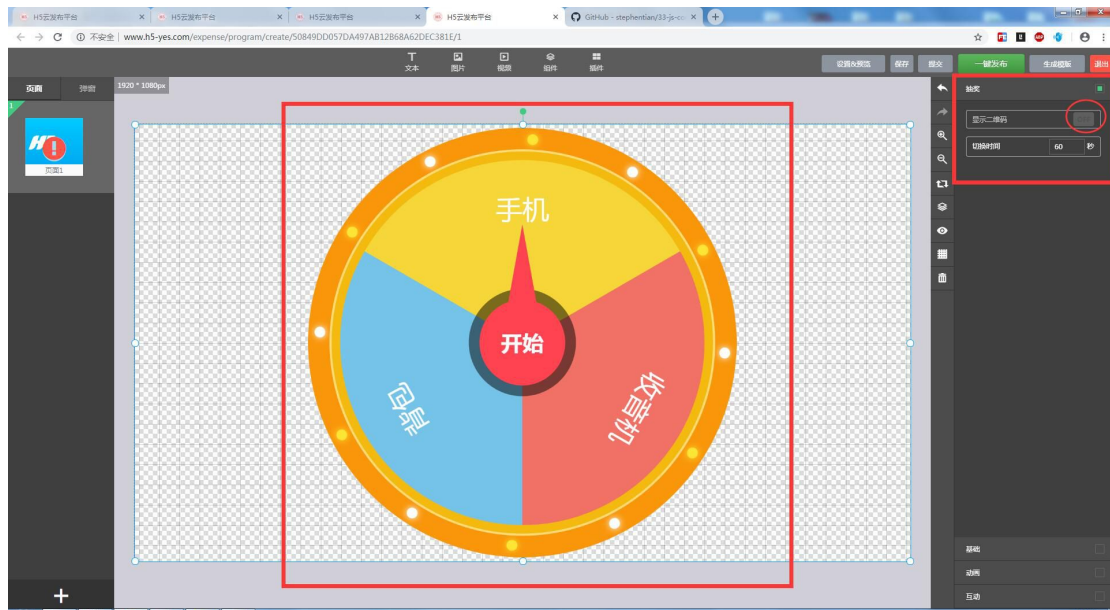 H5云发布平台
H5云发布平台
H5云发布平台
H5云发布平台
GitHub - stephentian/33-js-co
不安全 | www.h5-yes.com/expense/program/create/50849DD057DA497AB12B68A62DEC381E/1
文本 图片 视频 组件 插件
设置&预览 保存 提交 一键发布 生成模板 退出
页面 弹窗
1920 * 1080px
抽奖
1
显示二维码
切换时间 60 秒
页面1
手机
开始
背包
收音机
基础
动画
互动